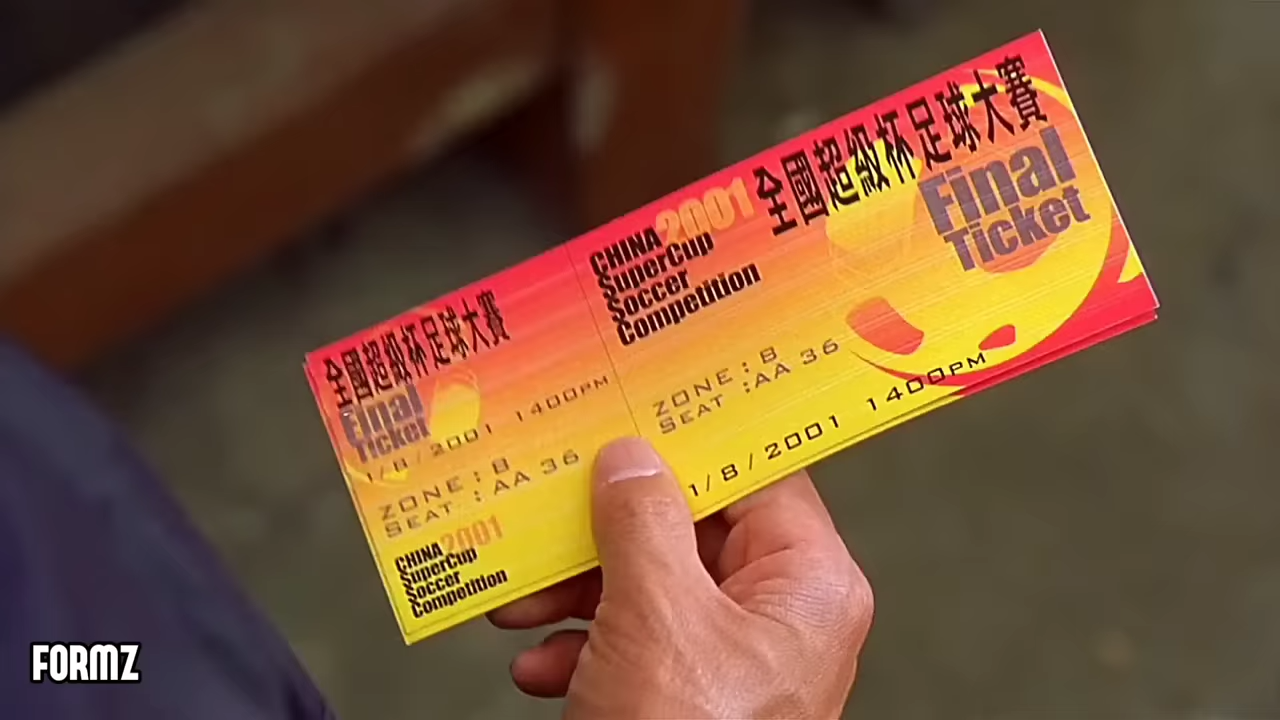 全國超級杯足球大賽
Final
Ticket
1/8/2001 1400PM
ZONE : B
SEAT : AA 36
CHINA 2001
SuperCup
Soccer
Competition
CHINA 2001
SuperCup
Soccer
Competition
全國超級杯足球大賽
Final
Ticket
ZONE : B
SEAT : AA 36
1/8/2001 1400PM
FORMZ